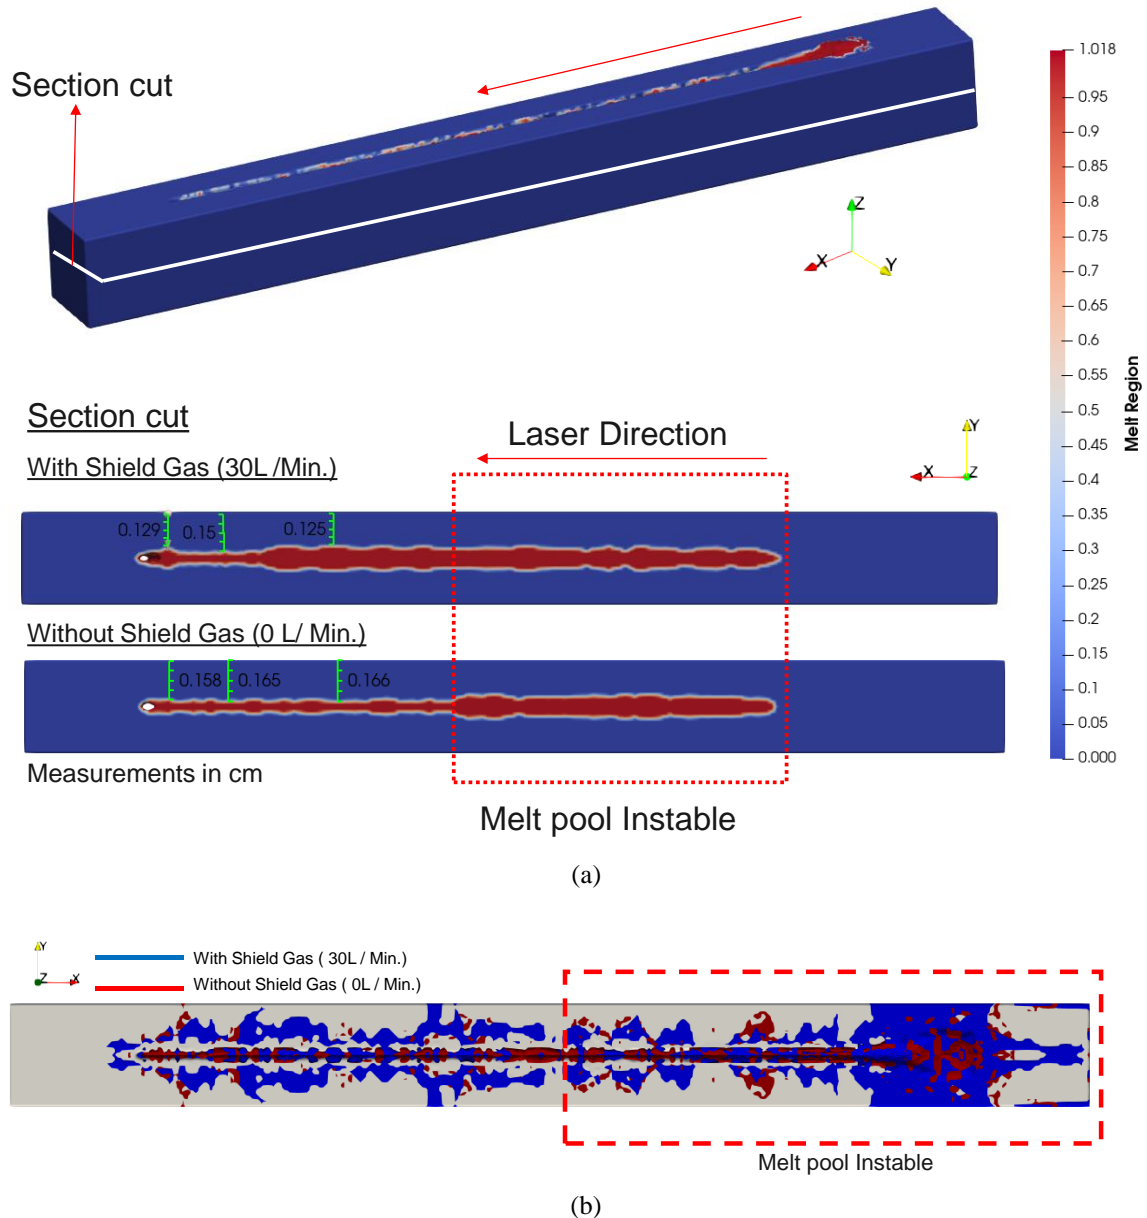 Section cut
Z
X
Y
1.018
0.95
0.9
0.85
0.8
0.75
0.7
0.65
0.6
0.55
0.5
0.45
0.4
0.35
0.3
0.25
0.2
0.15
0.1
0.05
0.000
Melt Region
Section cut
Laser Direction
With Shield Gas (30L /Min.)
Y
X
Z
0.129
0.15
0.125
Without Shield Gas (0 L/ Min.)
0.158
0.165
0.166
Measurements in cm
Melt pool Instable
(a)
Y
Z
X
With Shield Gas ( 30L / Min.)
Without Shield Gas ( 0L / Min.)
Melt pool Instable
(b)